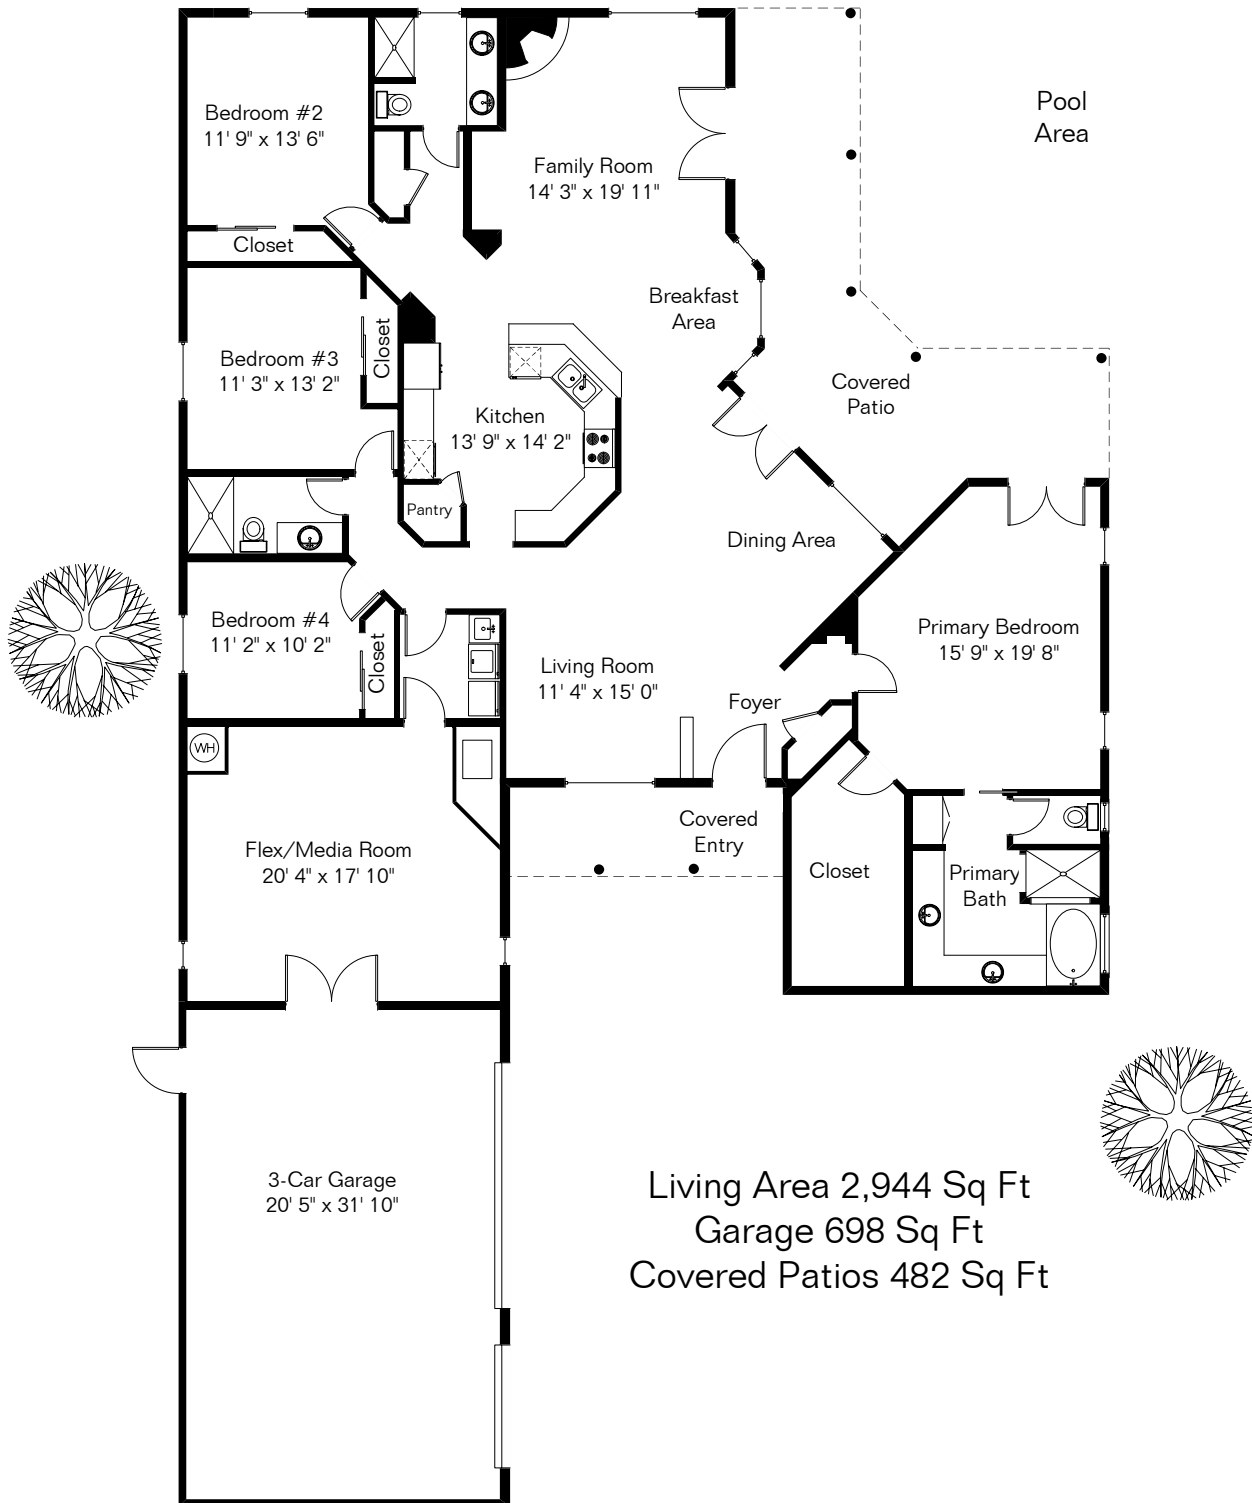 Bedroom #2
11' 9" x 13' 6"
Closet
Family Room
14' 3" x 19' 11"
Pool
Area
Breakfast
Area
Bedroom #3
11' 3" x 13' 2"
Closet
Kitchen
13' 9" x 14' 2"
Covered
Patio
Pantry
Dining Area
Bedroom #4
11' 2" x 10' 2"
Closet
Living Room
11' 4" x 15' 0"
Foyer
Primary Bedroom
15' 9" x 19' 8"
WH
Flex/Media Room
20' 4" x 17' 10"
Covered
Entry
Closet
Primary
Bath
3-Car Garage
20' 5" x 31' 10"
Living Area 2,944 Sq Ft
Garage 698 Sq Ft
Covered Patios 482 Sq Ft